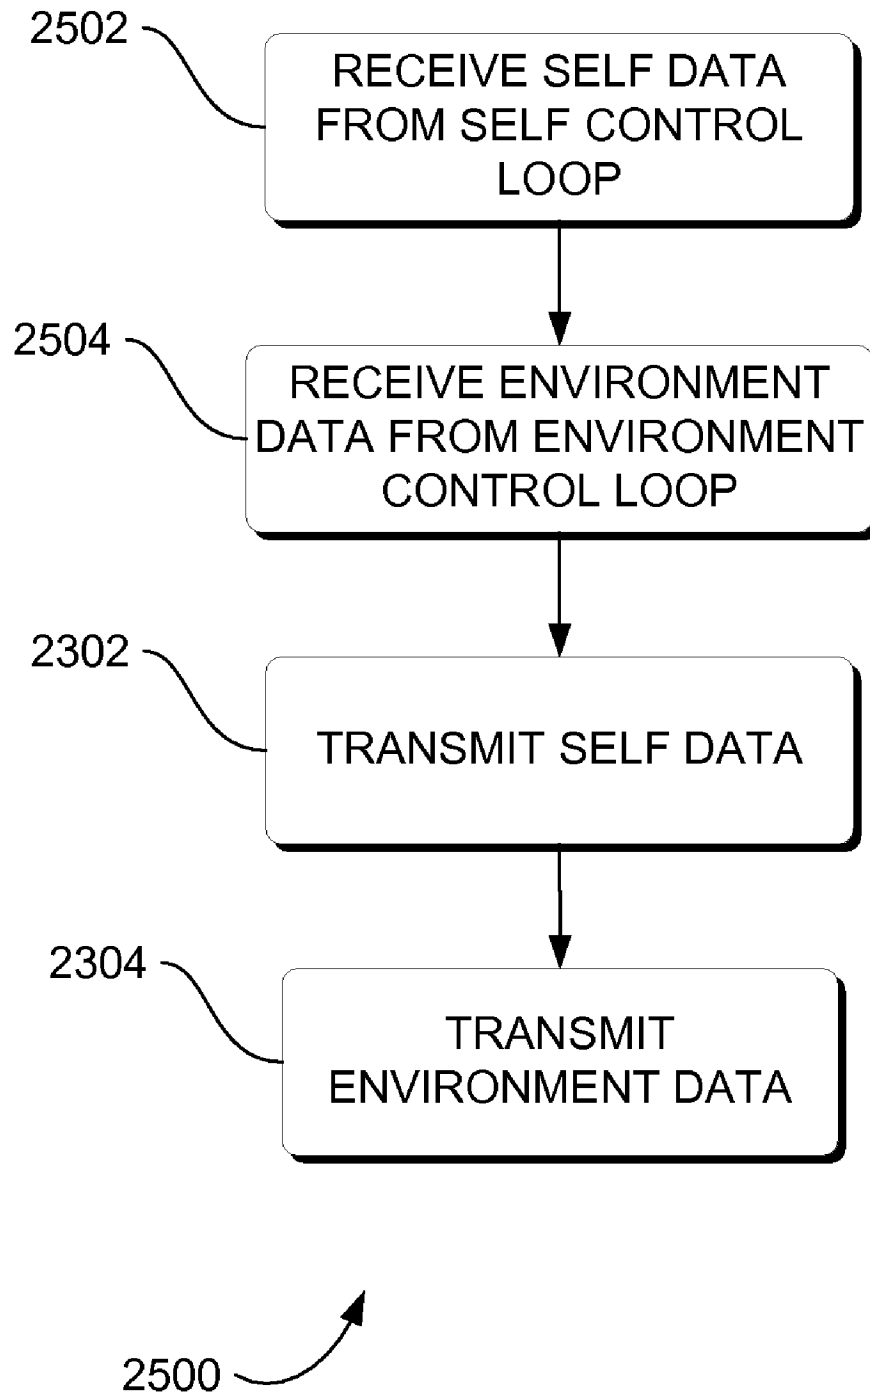 2502
RECEIVE SELF DATA
FROM SELF CONTROL
LOOP
2504
RECEIVE ENVIRONMENT
DATA FROM ENVIRONMENT
CONTROL LOOP
2302
TRANSMIT SELF DATA
2304
TRANSMIT
ENVIRONMENT DATA
2500